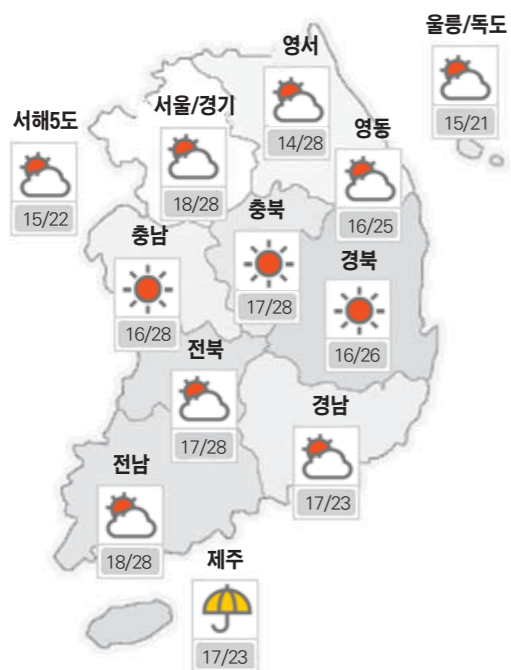 울릉/독도
15/21
영서
14/28
서울/경기
18/28
서해5도
15/22
영동
16/25
충북
17/28
충남
16/28
경북
16/26
전북
17/28
경남
17/23
전남
18/28
제주
17/23